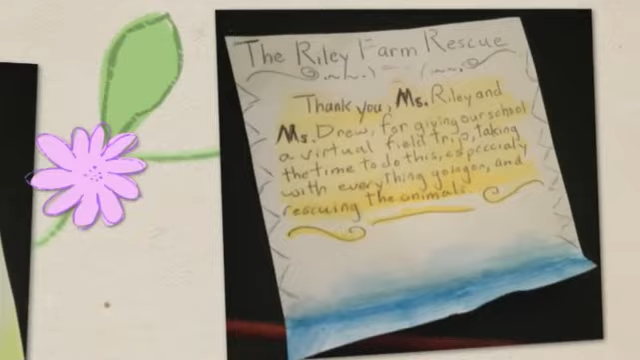 The Riley Farm Rescue
Thank you, Ms. Riley and
Ms. Drew, for giving our school
a virtual field trip, taking
the time to do this, especcialy
with everything going on, and
rescuing the animals.